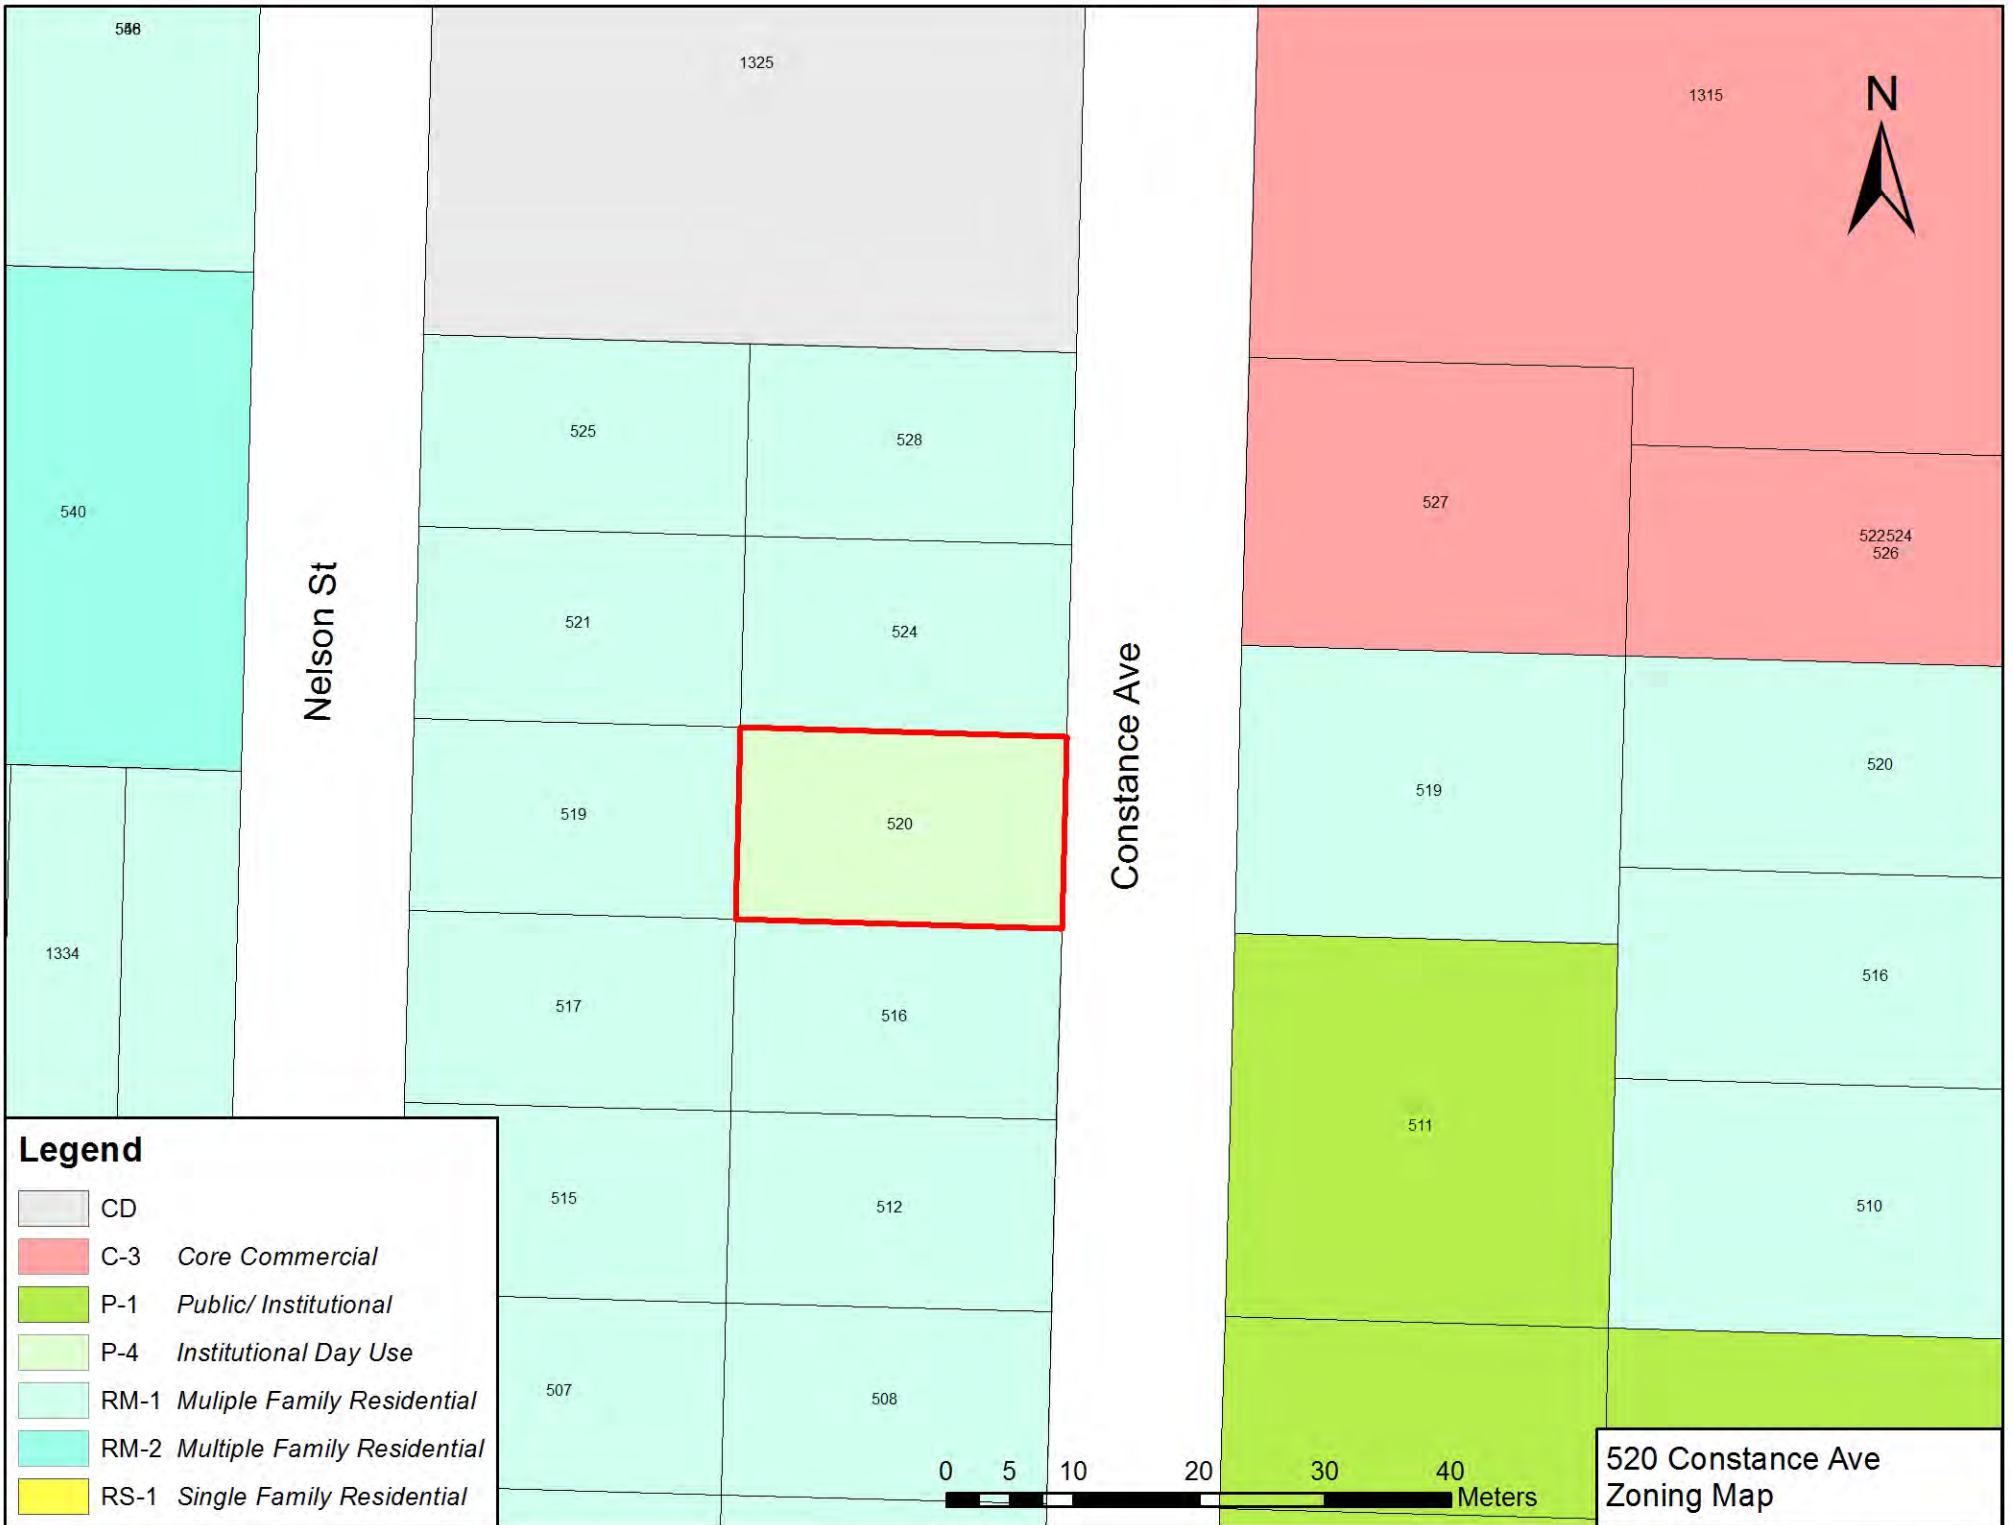 1325
1315
N
525
528
527
522524
526
540
521
524
Nelson St
Constance Ave
519
520
519
520
1334
517
516
516
511
515
512
510
507
508
Legend
CD
C-3 Core Commercial
P-1 Public/ Institutional
P-4 Institutional Day Use
RM-1 Muliple Family Residential
RM-2 Multiple Family Residential
RS-1 Single Family Residential
0 5 10 20 30 40
Meters
520 Constance Ave
Zoning Map